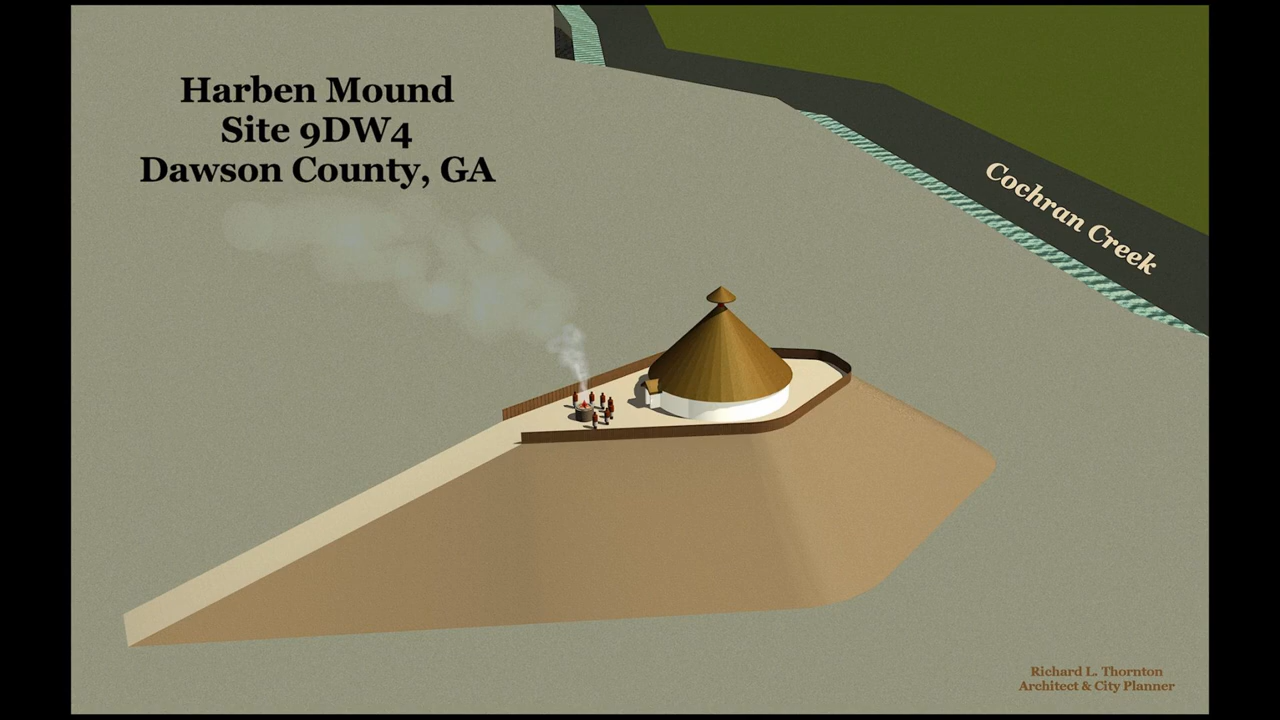 Harben Mound
Site 9DW4
Dawson County, GA
Cochran Creek
Richard L. Thornton
Architect & City Planner